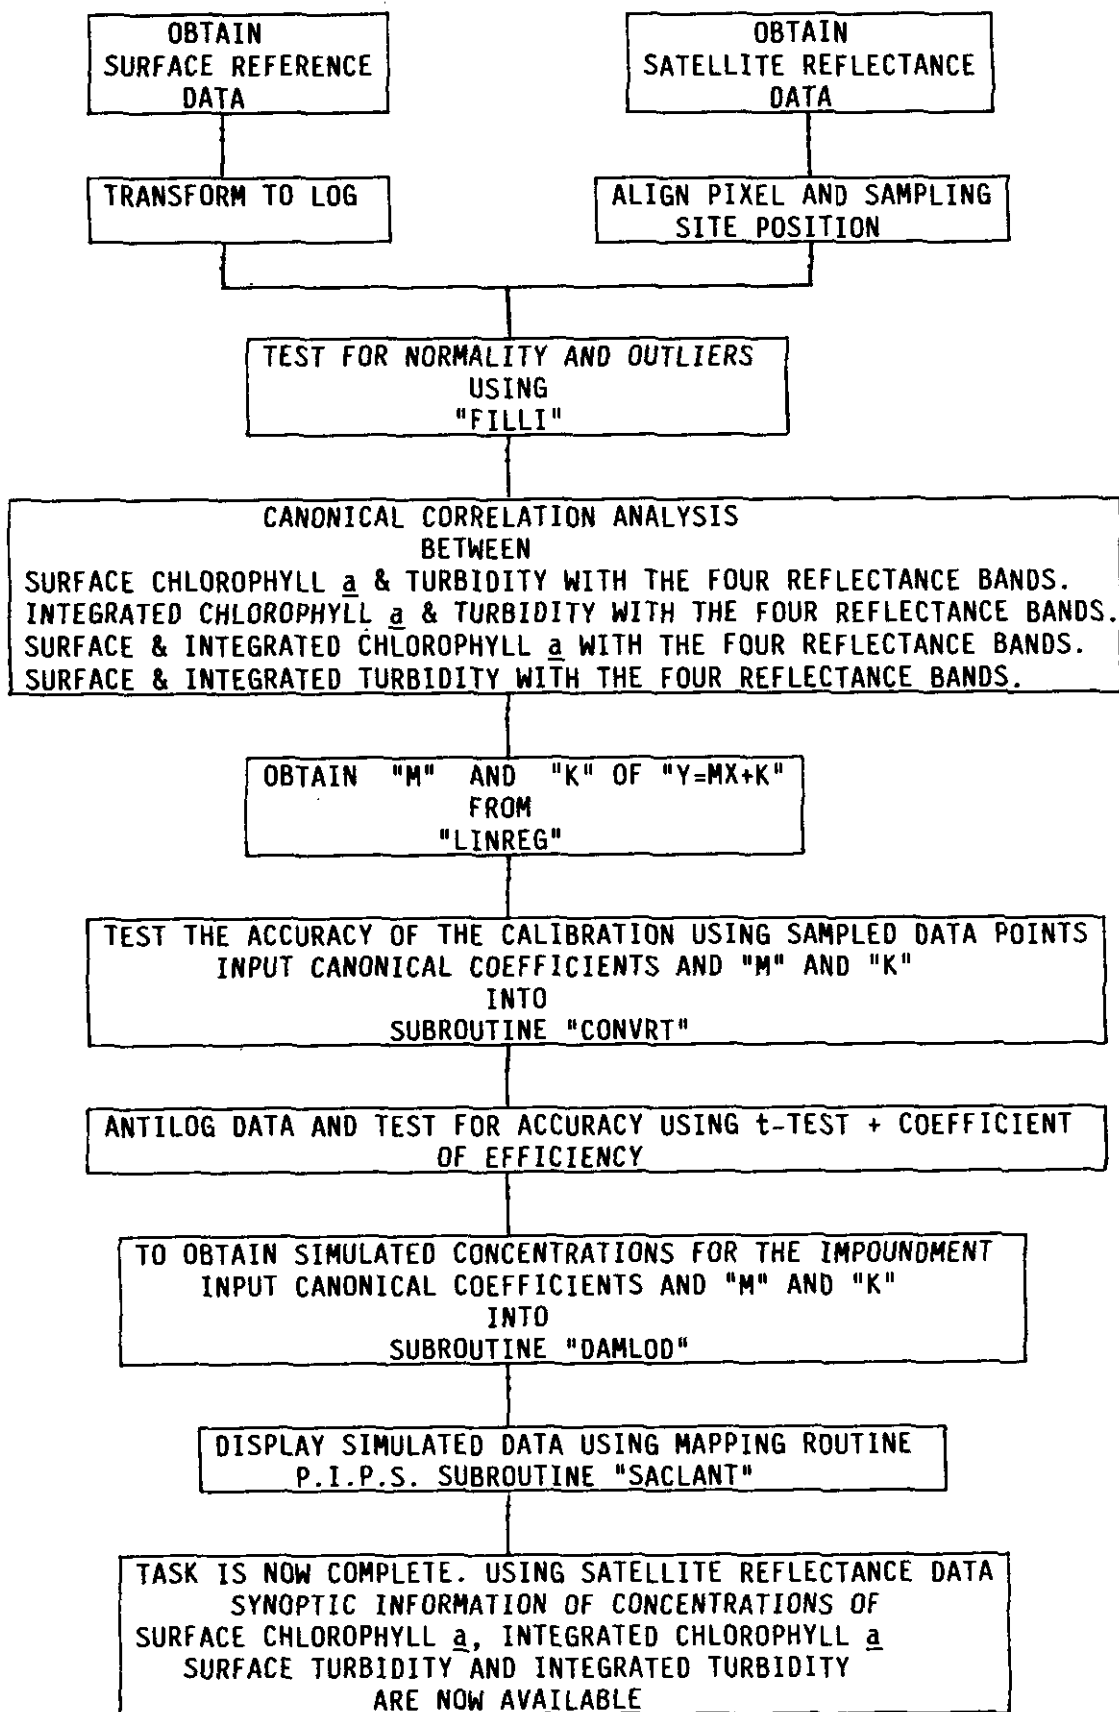 OBTAIN
SURFACE REFERENCE
DATA
OBTAIN
SATELLITE REFLECTANCE
DATA
TRANSFORM TO LOG
ALIGN PIXEL AND SAMPLING
SITE POSITION
TEST FOR NORMALITY AND OUTLIERS
USING
"FILLI"
CANONICAL CORRELATION ANALYSIS
BETWEEN
SURFACE CHLOROPHYLL a & TURBIDITY WITH THE FOUR REFLECTANCE BANDS.
INTEGRATED CHLOROPHYLL a & TURBIDITY WITH THE FOUR REFLECTANCE BANDS.
SURFACE & INTEGRATED CHLOROPHYLL a WITH THE FOUR REFLECTANCE BANDS.
SURFACE & INTEGRATED TURBIDITY WITH THE FOUR REFLECTANCE BANDS.
OBTAIN "M" AND "K" OF "Y=MX+K"
FROM
"LINREG"
TEST THE ACCURACY OF THE CALIBRATION USING SAMPLED DATA POINTS
INPUT CANONICAL COEFFICIENTS AND "M" AND "K"
INTO
SUBROUTINE "CONVRT"
ANTILOG DATA AND TEST FOR ACCURACY USING t-TEST + COEFFICIENT
OF EFFICIENCY
TO OBTAIN SIMULATED CONCENTRATIONS FOR THE IMPOUNDMENT
INPUT CANONICAL COEFFICIENTS AND "M" AND "K"
INTO
SUBROUTINE "DAMLOD"
DISPLAY SIMULATED DATA USING MAPPING ROUTINE
P.I.P.S. SUBROUTINE "SACLANT"
TASK IS NOW COMPLETE. USING SATELLITE REFLECTANCE DATA
SYNOPTIC INFORMATION OF CONCENTRATIONS OF
SURFACE CHLOROPHYLL a, INTEGRATED CHLOROPHYLL a
SURFACE TURBIDITY AND INTEGRATED TURBIDITY
ARE NOW AVAILABLE